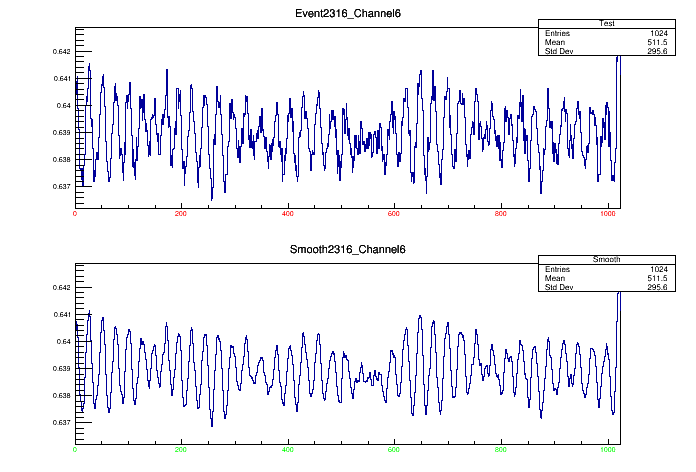 Event2316_Channel6
Test
Entries 1024
Mean 511.5
Std Dev 295.6
0.642
0.641
0.64
0.639
0.638
0.637
0 200 400 600 800 1000
Smooth2316_Channel6
Smooth
Entries 1024
Mean 511.5
Std Dev 295.6
0.642
0.641
0.64
0.639
0.638
0.637
0 200 400 600 800 1000